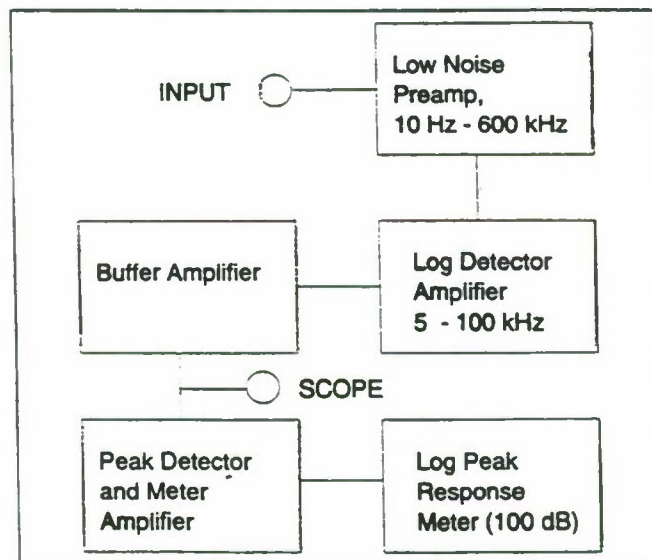 INPUT
Low Noise
Preamp,
10 Hz - 600 kHz
Buffer Amplifier
Log Detector
Amplifier
5 - 100 kHz
SCOPE
Peak Detector
and Meter
Amplifier
Log Peak
Response
Meter (100 dB)